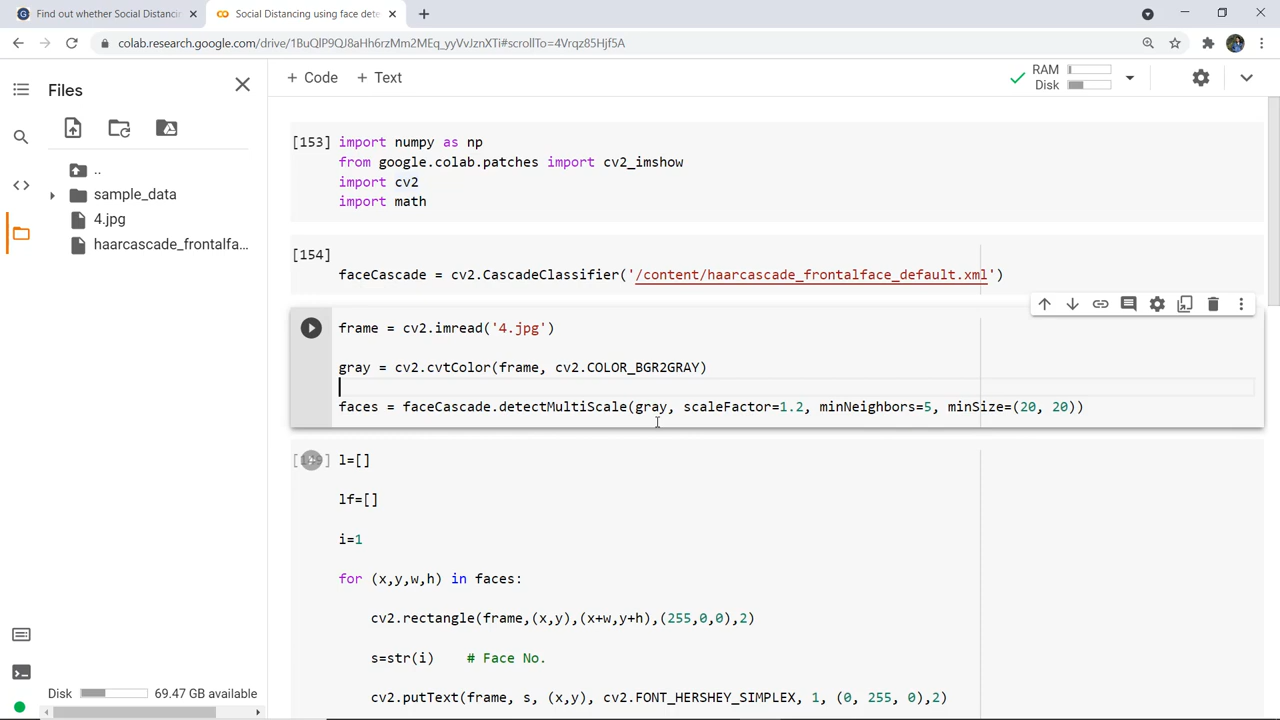 Find out whether Social Distancin
Social Distancing using face dete
colab.research.google.com/drive/1BuQlP9QJ8aHh6rzMm2MEq_yyVvJznXTi#scrollTo=4Vrqz85Hjf5A
Files
+ Code + Text
RAM
Disk
..
sample_data
4.jpg
haarcascade_frontalfa...
[153] import numpy as np
from google.colab.patches import cv2_imshow
import cv2
import math
[154]
faceCascade = cv2.CascadeClassifier('/content/haarcascade_frontalface_default.xml')
frame = cv2.imread('4.jpg')
gray = cv2.cvtColor(frame, cv2.COLOR_BGR2GRAY)
faces = faceCascade.detectMultiScale(gray, scaleFactor=1.2, minNeighbors=5, minSize=(20, 20))
l=[]
lf=[]
i=1
for (x,y,w,h) in faces:
cv2.rectangle(frame,(x,y),(x+w,y+h),(255,0,0),2)
s=str(i) # Face No.
cv2.putText(frame, s, (x,y), cv2.FONT_HERSHEY_SIMPLEX, 1, (0, 255, 0),2)
Disk 69.47 GB available